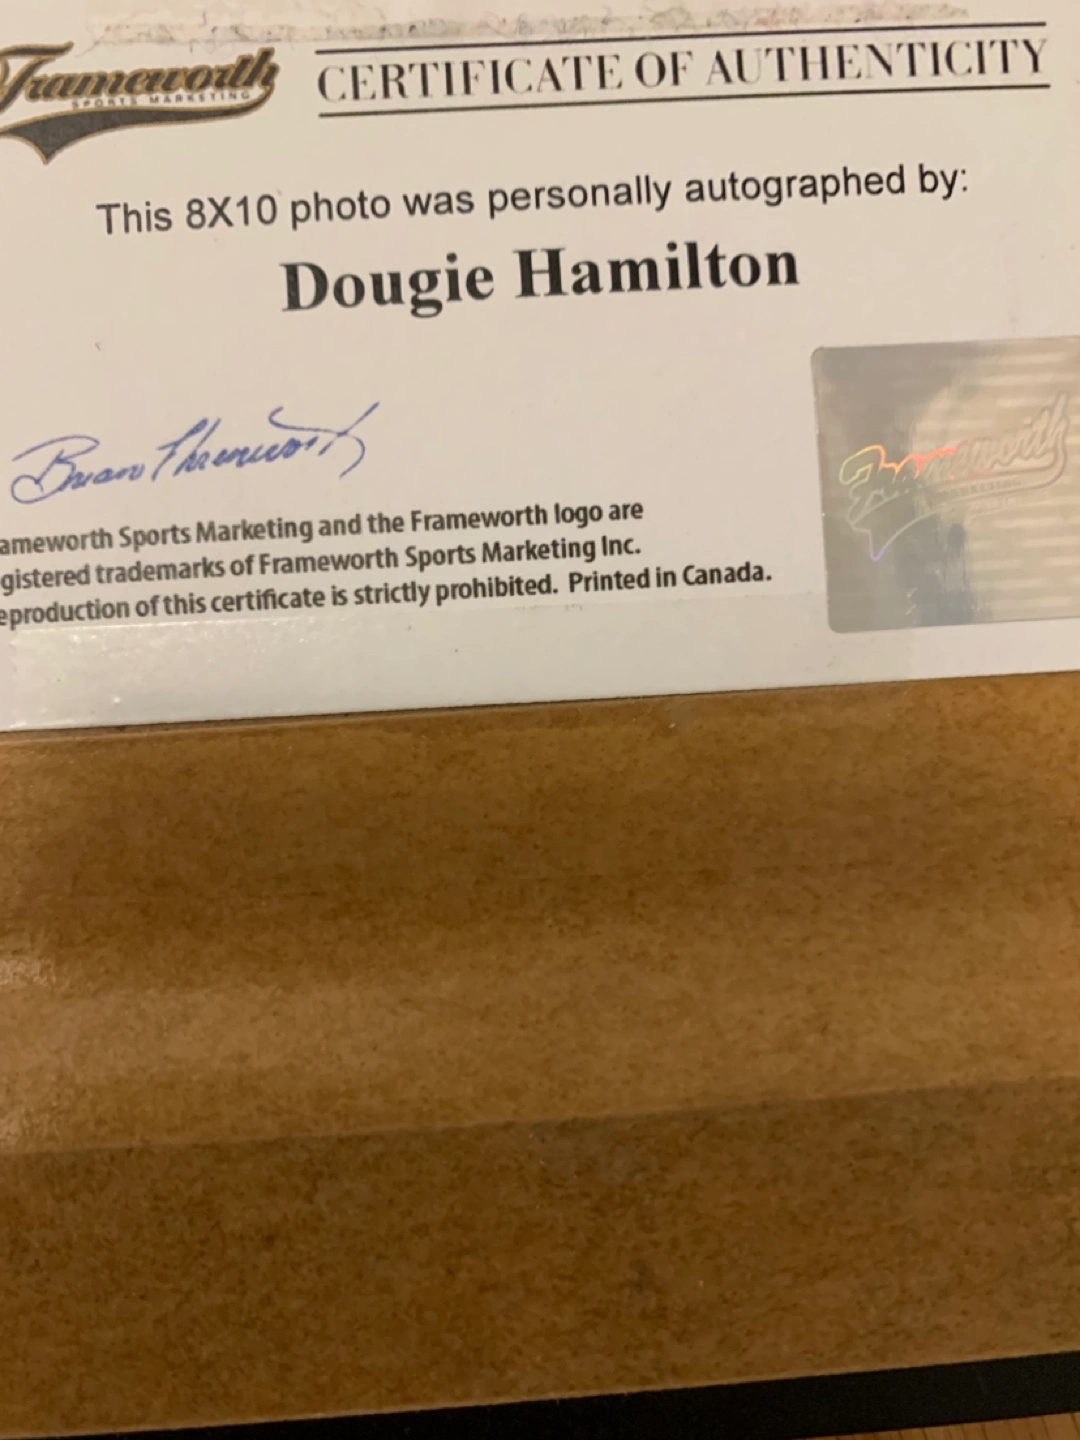 Frameworth
SPORTS MARKETING
CERTIFICATE OF AUTHENTICITY
This 8X10 photo was personally autographed by:
Dougie Hamilton
ameworth Sports Marketing and the Frameworth logo are
gistered trademarks of Frameworth Sports Marketing Inc.
eproduction of this certificate is strictly prohibited. Printed in Canada.
Frameworth